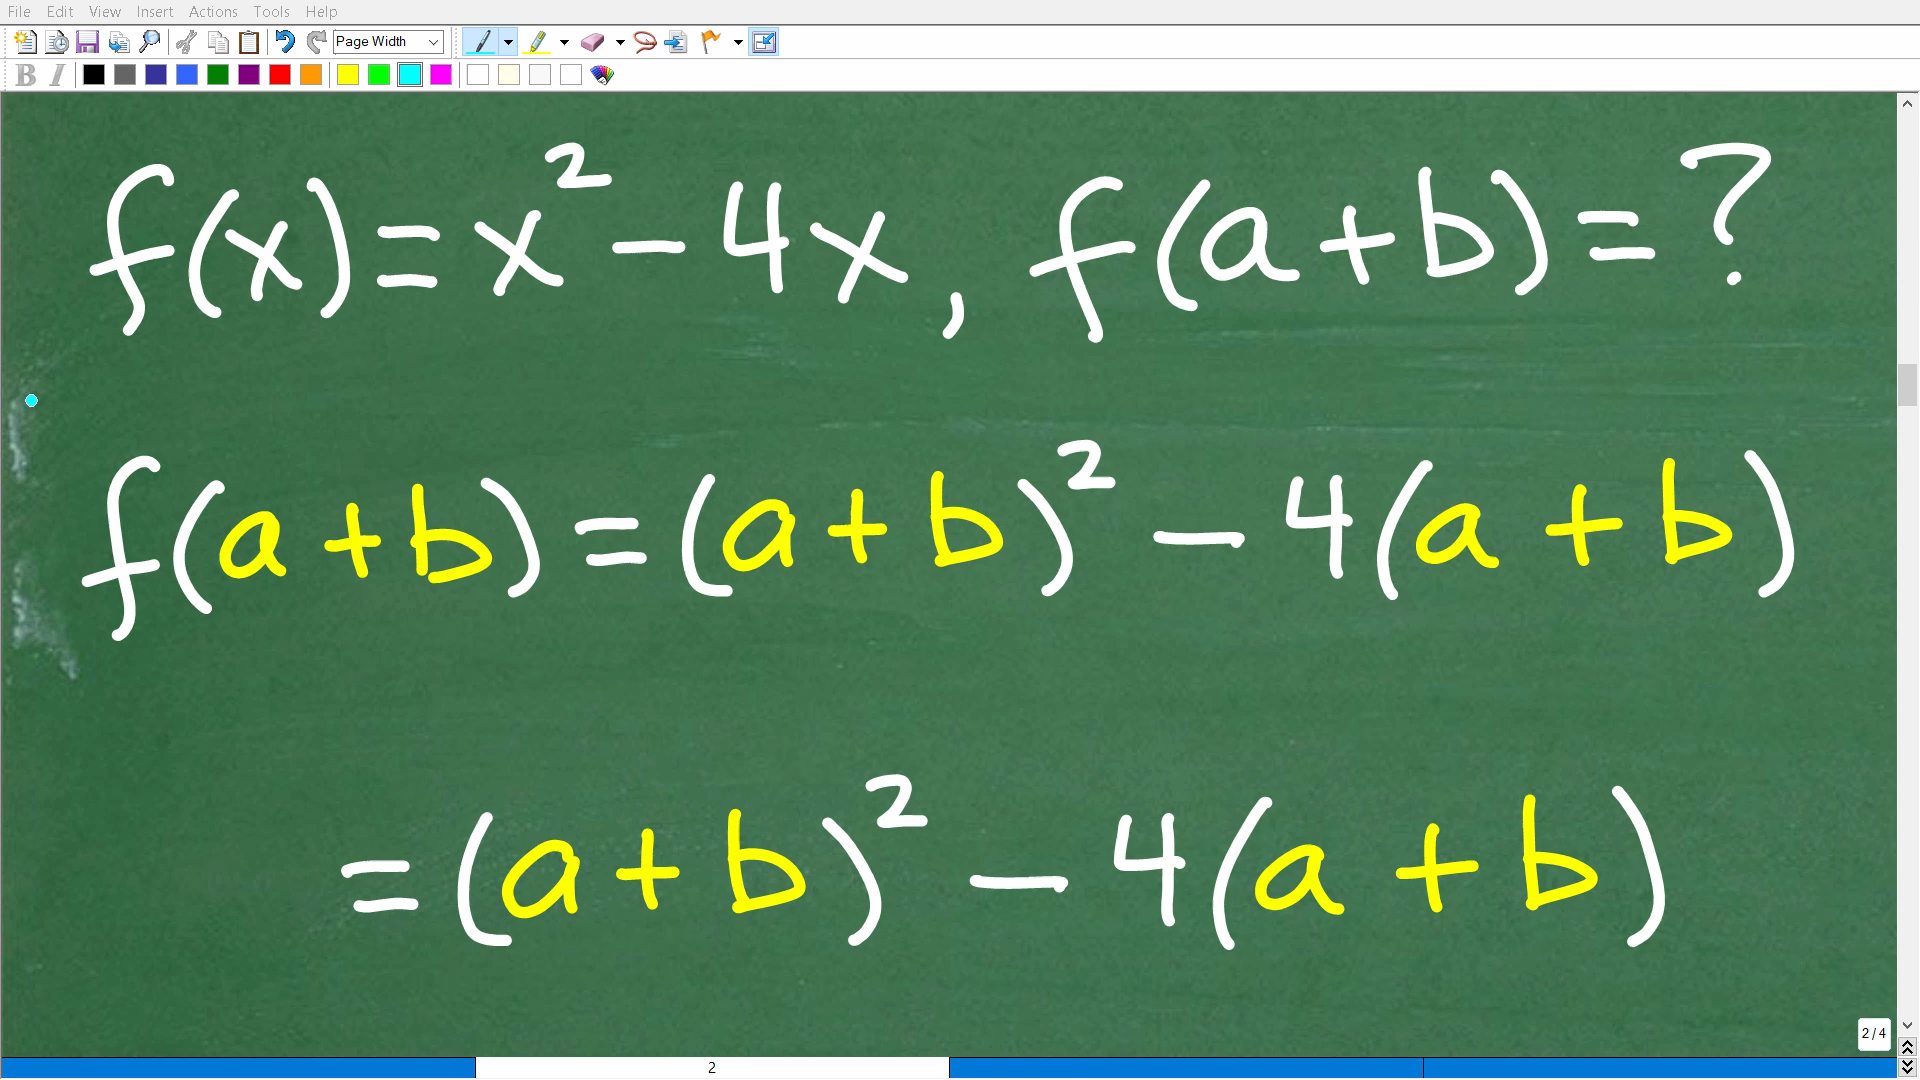 File Edit View Insert Actions Tools Help
Page Width
B I
f(x) = x² - 4x, f(a+b) = ?
f(a+b) = (a+b)² - 4(a+b)
= (a+b)² - 4(a+b)
2 / 4
2